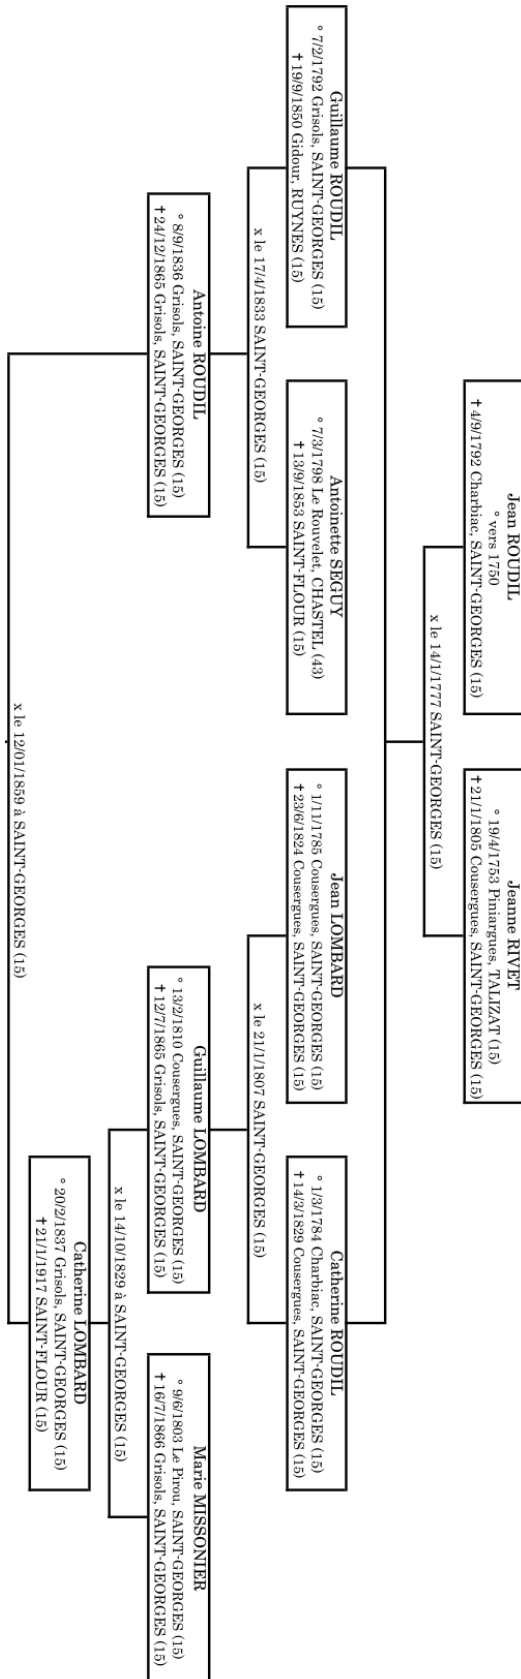 Jean ROUDIL
° vers 1750
†4/9/1792 Charbiac, SAINT-GEORGES (15)
Jeanne RIVET
° 19/4/1753 Piniargues, TALIZAT (15)
†21/1/1805 Cousergues, SAINT-GEORGES (15)
x le 14/1/1777 SAINT-GEORGES (15)
Guillaume ROUDIL
° 7/2/1792 Grisols, SAINT-GEORGES (15)
†19/9/1850 Gidour, RUYNES (15)
Antoinette SEGUY
° 7/3/1798 Le Rouvelet, CHASTEL (43)
†13/9/1853 SAINT-FLOUR (15)
Jean LOMBARD
° 1/11/1785 Cousergues, SAINT-GEORGES (15)
†23/6/1824 Cousergues, SAINT-GEORGES (15)
Catherine ROUDIL
° 1/3/1784 Charbiac, SAINT-GEORGES (15)
†14/3/1829 Cousergues, SAINT-GEORGES (15)
x le 17/4/1833 SAINT-GEORGES (15)
x le 21/1/1807 SAINT-GEORGES (15)
Antoine ROUDIL
° 8/9/1836 Grisols, SAINT-GEORGES (15)
†24/12/1865 Grisols, SAINT-GEORGES (15)
Guillaume LOMBARD
° 13/2/1810 Cousergues, SAINT-GEORGES (15)
†12/7/1865 Grisols, SAINT-GEORGES (15)
Marie MISSONIER
° 9/6/1803 Le Pirou, SAINT-GEORGES (15)
†16/7/1866 Grisols, SAINT-GEORGES (15)
x le 14/10/1829 à SAINT-GEORGES (15)
Catherine LOMBARD
° 20/2/1837 Grisols, SAINT-GEORGES (15)
†21/1/1917 SAINT-FLOUR (15)
x le 12/01/1859 à SAINT-GEORGES (15)